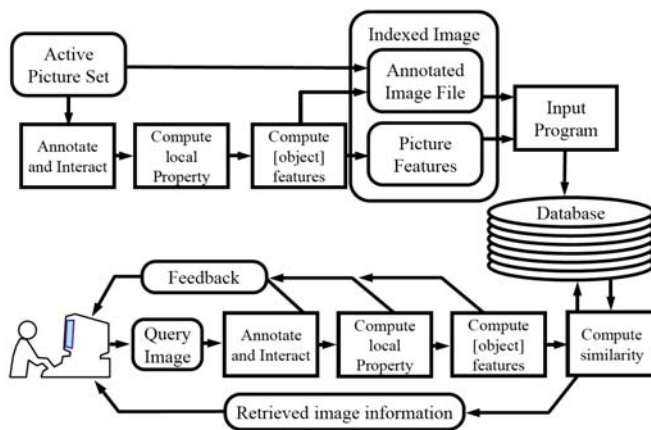 Indexed Image
Active
Picture Set
Annotated
Image File
Input
Program
Annotate
and Interact
Compute
local
Property
Compute
[object]
features
Picture
Features
Database
Feedback
Query
Image
Annotate
and Interact
Compute
local
Property
Compute
[object]
features
Compute
similarity
Retrieved image information